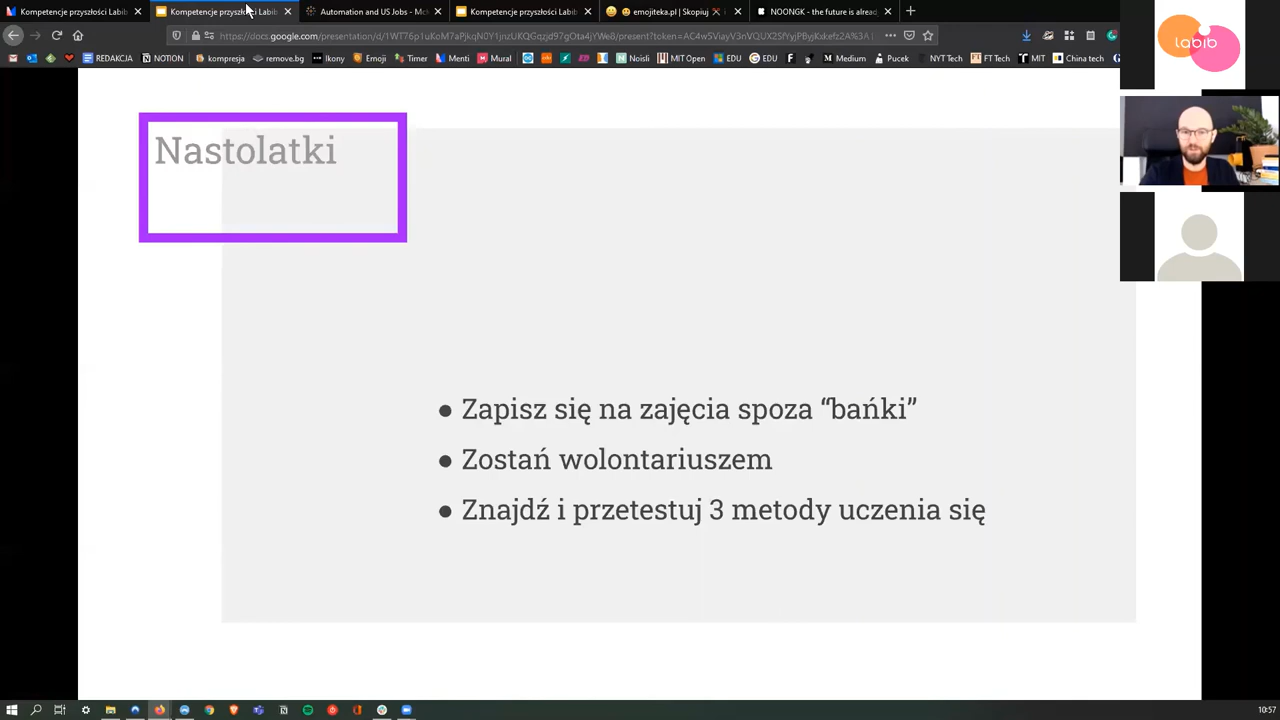 Kompetencje przyszłości Labib
Kompetencje przyszłości Labib
Automation and US Jobs - McK
Kompetencje przyszłości Labib
emojiteka.pl | Skopiuj
NOONGK - the future is alread
REDAKCJA
NOTION
kompresja
remove.bg
Ikony
Emoji
Timer
Menti
Mural
Noisli
MIT Open
EDU
EDU
Medium
Pucek
NYT Tech
FT Tech
MIT
China tech
labib
Nastolatki
● Zapisz się na zajęcia spoza “bańki”
● Zostań wolontariuszem
● Znajdź i przetestuj 3 metody uczenia się
10:57